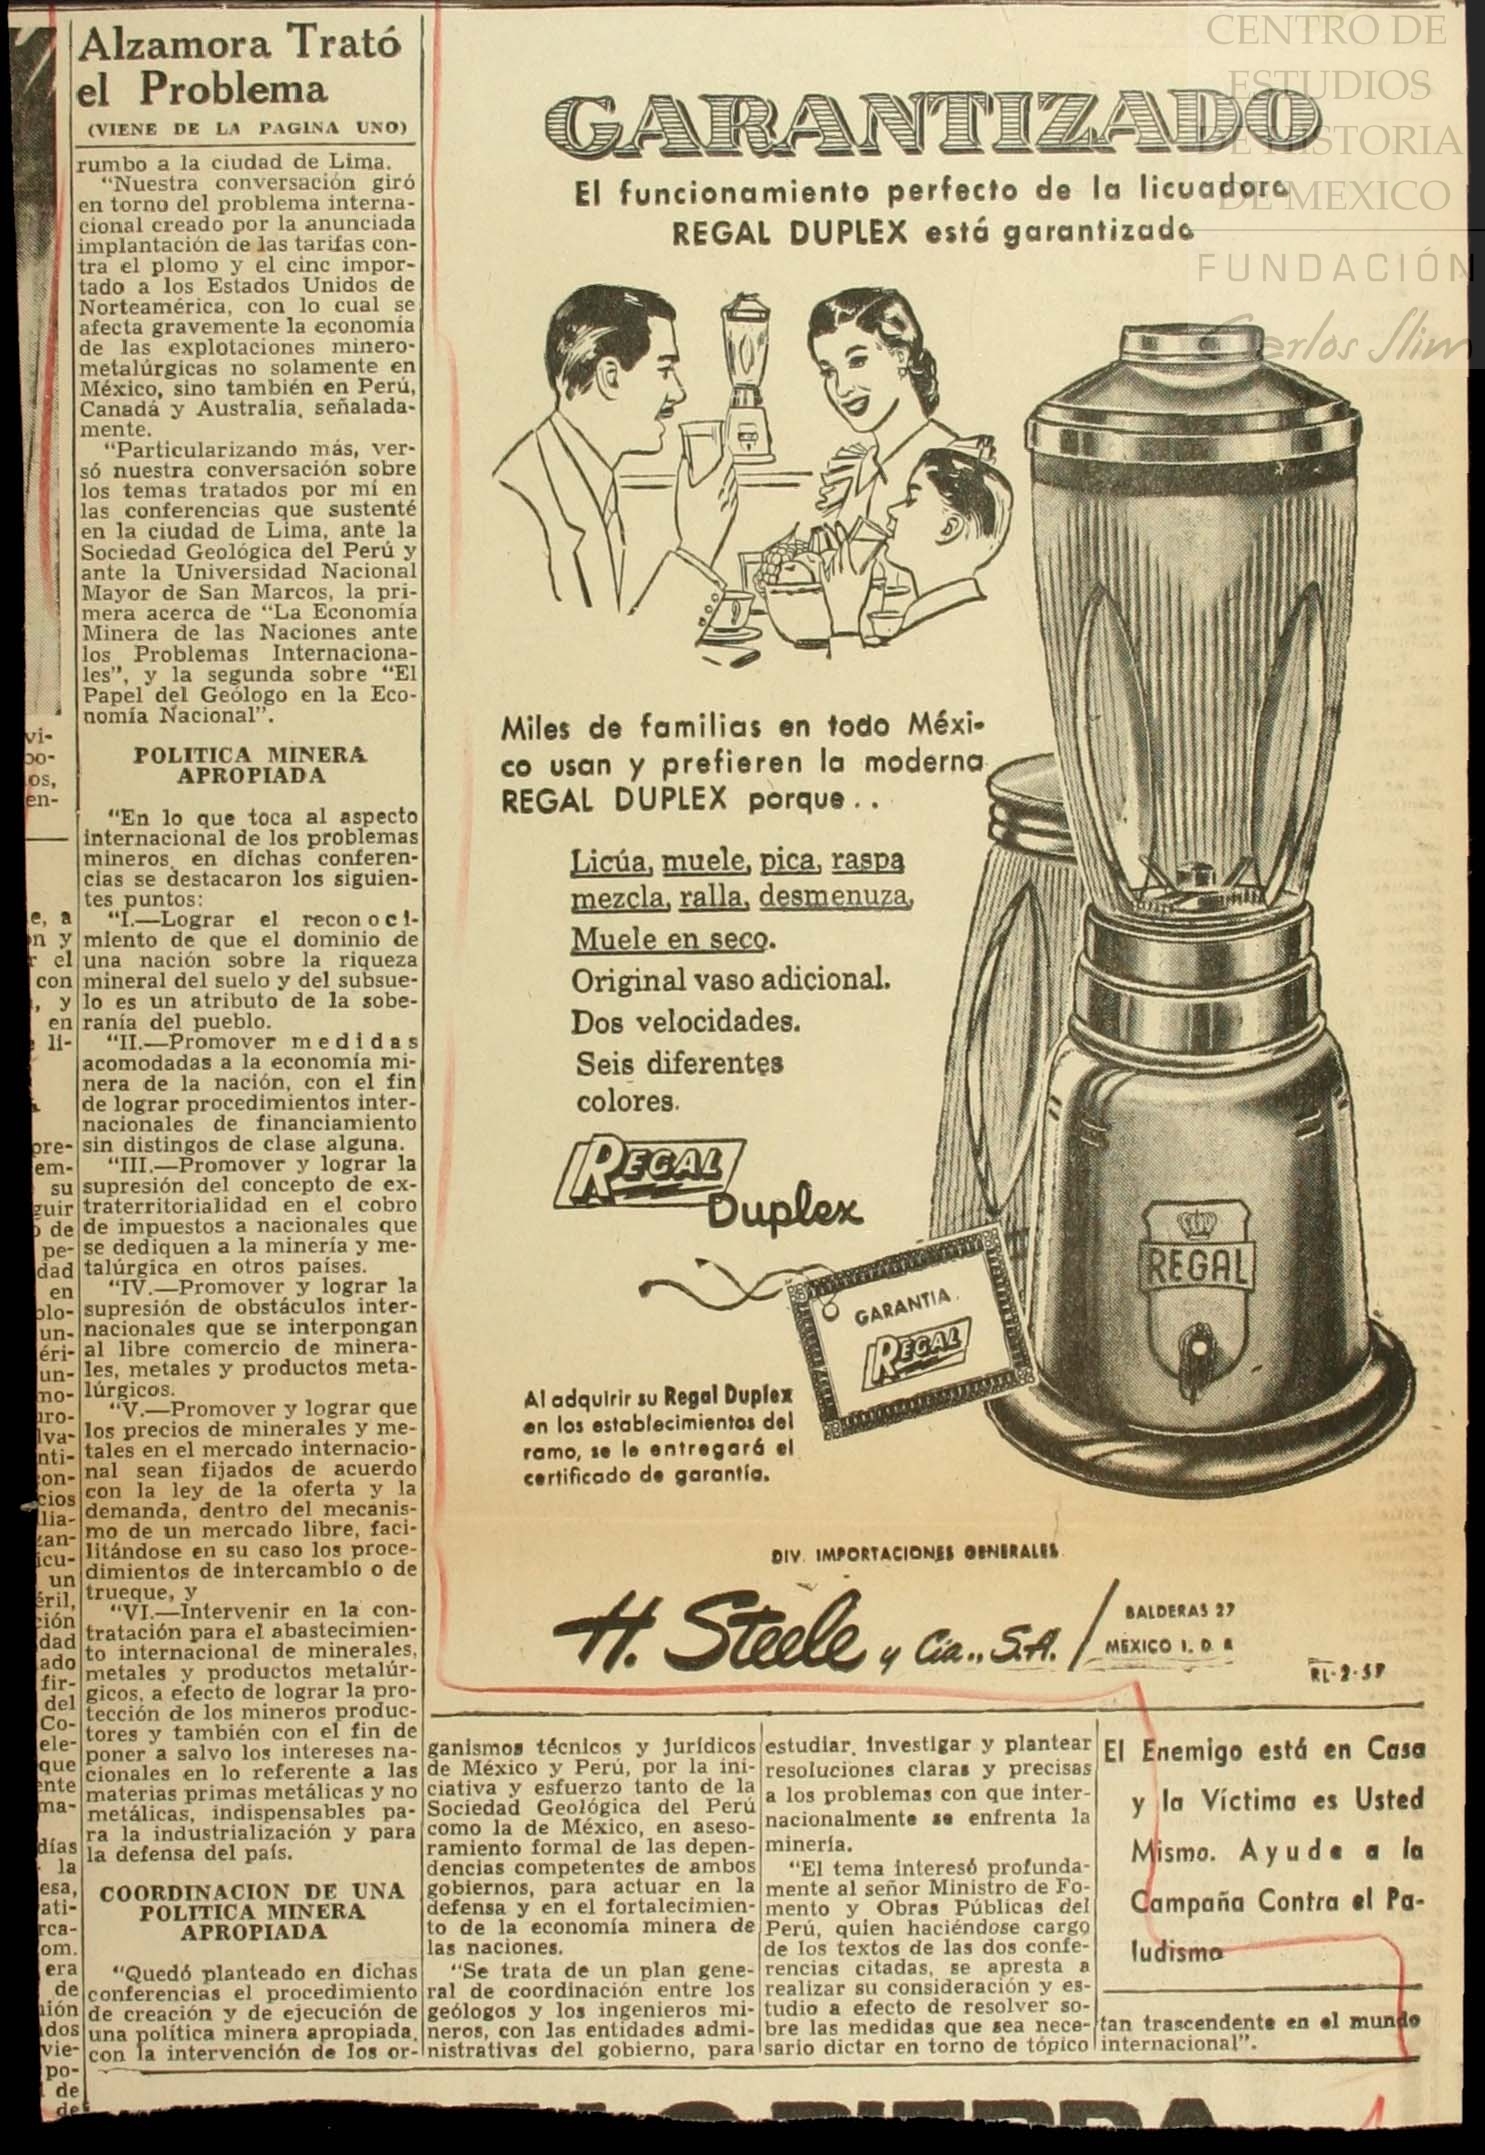 Alzamora Trató
el Problema
(VIENE DE LA PAGINA UNO)
rumbo a la ciudad de Lima.
"Nuestra conversación giró
en torno del problema interna-
cional creado por la anunciada
implantación de las tarifas con-
tra el plomo y el cinc impor-
tado a los Estados Unidos de
Norteamérica, con lo cual se
afecta gravemente la economía
de las explotaciones minero-
metalúrgicas no solamente en
México, sino también en Perú,
Canadá y Australia, señalada-
mente.
"Particularizando más, ver-
só nuestra conversación sobre
los temas tratados por mí en
las conferencias que sustenté
en la ciudad de Lima, ante la
Sociedad Geológica del Perú y
ante la Universidad Nacional
Mayor de San Marcos, la pri-
mera acerca de "La Economía
Minera de las Naciones ante
los Problemas Internaciona-
les", y la segunda sobre "El
Papel del Geólogo en la Eco-
nomía Nacional".
POLITICA MINERA
APROPIADA
"En lo que toca al aspecto
internacional de los problemas
mineros, en dichas conferen-
cias se destacaron los siguien-
tes puntos:
"I.—Lograr el reconoci-
miento de que el dominio de
una nación sobre la riqueza
mineral del suelo y del subsue-
lo es un atributo de la sobe-
ranía del pueblo.
"II.—Promover medidas
acomodadas a la economía mi-
nera de la nación, con el fin
de lograr procedimientos inter-
nacionales de financiamiento
sin distingos de clase alguna.
"III.—Promover y lograr la
supresión del concepto de ex-
traterritorialidad en el cobro
de impuestos a nacionales que
se dediquen a la minería y me-
talúrgica en otros países.
"IV.—Promover y lograr la
supresión de obstáculos inter-
nacionales que se interpongan
al libre comercio de minera-
les, metales y productos meta-
lúrgicos.
"V.—Promover y lograr que
los precios de minerales y me-
tales en el mercado internacio-
nal sean fijados de acuerdo
con la ley de la oferta y la
demanda, dentro del mecanis-
mo de un mercado libre, faci-
litándose en su caso los proce-
dimientos de intercambio o de
trueque, y
"VI.—Intervenir en la con-
tratación para el abastecimien-
to internacional de minerales,
metales y productos metalúr-
gicos, a efecto de lograr la pro-
tección de los mineros produc-
tores y también con el fin de
poner a salvo los intereses na-
cionales en lo referente a las
materias primas metálicas y no
metálicas, indispensables pa-
ra la industrialización y para
la defensa del país.
COORDINACION DE UNA
POLITICA MINERA
APROPIADA
"Quedó planteado en dichas
conferencias el procedimiento
de creación y de ejecución de
una política minera apropiada,
con la intervención de los or-
ganismos técnicos y jurídicos
de México y Perú, por la ini-
ciativa y esfuerzo tanto de la
Sociedad Geológica del Perú
como la de México, en aseso-
ramiento formal de las depen-
dencias competentes de ambos
gobiernos, para actuar en la
defensa y en el fortalecimien-
to de la economía minera de
las naciones.
"Se trata de un plan gene-
ral de coordinación entre los
geólogos y los ingenieros mi-
neros, con las entidades admi-
nistrativas del gobierno, para
estudiar, investigar y plantear
resoluciones claras y precisas
a los problemas con que inter-
nacionalmente se enfrenta la
minería.
"El tema interesó profunda-
mente al señor Ministro de Fo-
mento y Obras Públicas del
Perú, quien haciéndose cargo
de los textos de las dos confe-
rencias citadas, se apresta a
realizar su consideración y es-
tudio a efecto de resolver so-
bre las medidas que sea nece-
sario dictar en torno de tópico
tan trascendente en el mundo
internacional".
GARANTIZADO
El funcionamiento perfecto de la licuadora
REGAL DUPLEX está garantizado
Miles de familias en todo Méxi-
co usan y prefieren la moderna
REGAL DUPLEX porque..
Licúa, muele, pica, raspa
mezcla, ralla, desmenuza,
Muele en seco.
Original vaso adicional.
Dos velocidades.
Seis diferentes
colores.
REGAL
Duplex
REGAL
GARANTIA
REGAL
Al adquirir su Regal Duplex
en los establecimientos del
ramo, se le entregará el
certificado de garantía.
DIV. IMPORTACIONES GENERALES
H. Steele y Cia., S.A.
BALDERAS 27
MEXICO 1, D.F.
El Enemigo está en Casa
y la Víctima es Usted
Mismo. Ayude a la
Campaña Contra el Pa-
ludismo
CENTRO DE
ESTUDIOS
DE HISTORIA
DE MEXICO
FUNDACIÓN
Carlos Slim